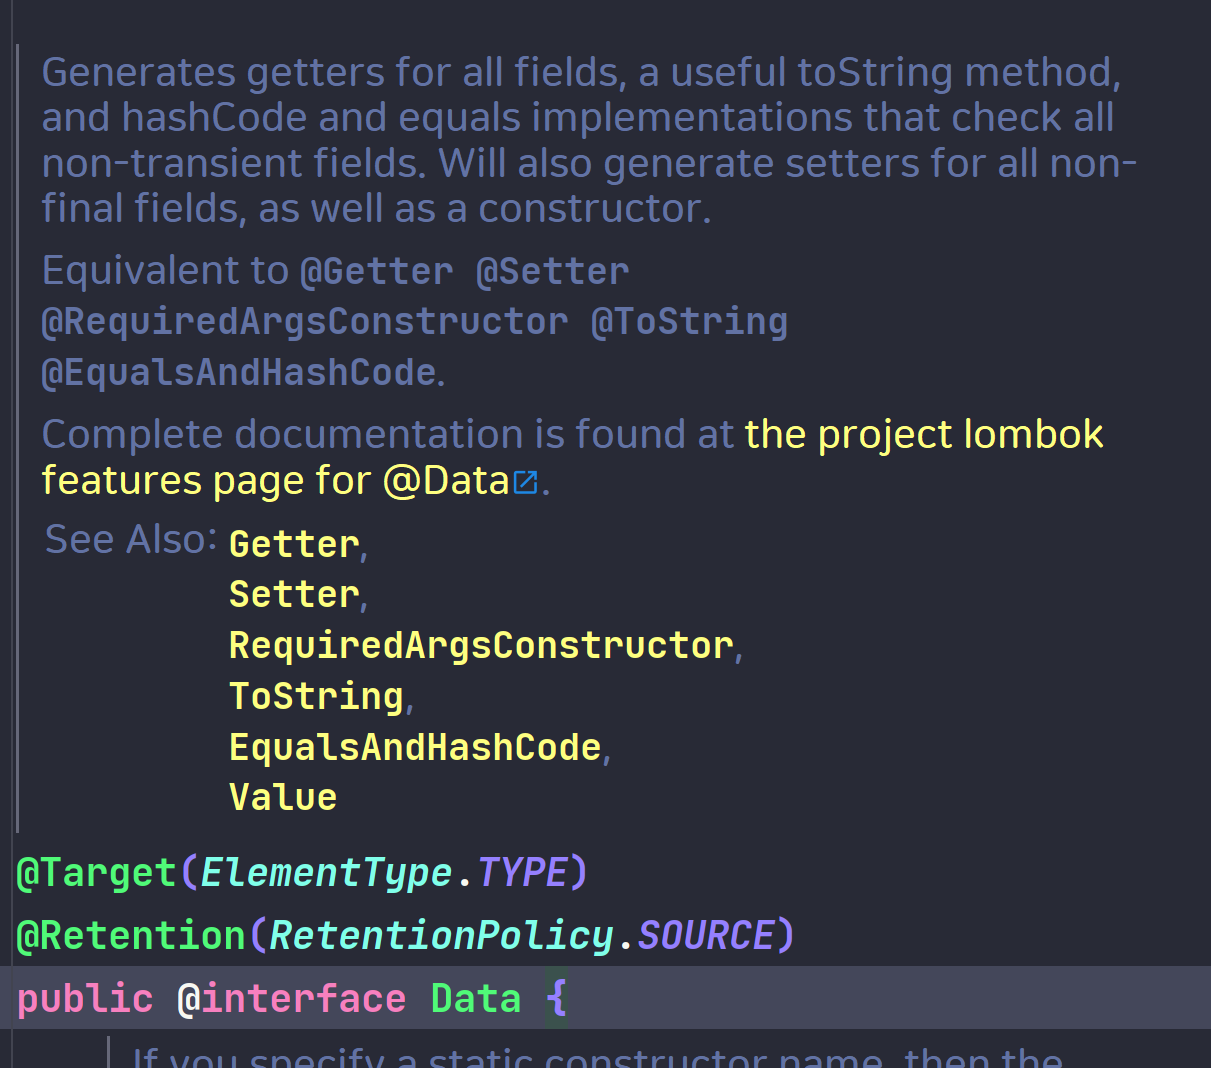 Generates getters for all fields, a useful toString method,
and hashCode and equals implementations that check all
non-transient fields. Will also generate setters for all non-
final fields, as well as a constructor.
Equivalent to @Getter @Setter
@RequiredArgsConstructor @ToString
@EqualsAndHashCode.
Complete documentation is found at the project lombok
features page for @Data.
See Also: Getter,
Setter,
RequiredArgsConstructor,
ToString,
EqualsAndHashCode,
Value
@Target(ElementType.TYPE)
@Retention(RetentionPolicy.SOURCE)
public @interface Data {
If you specify a static constructor name, then the